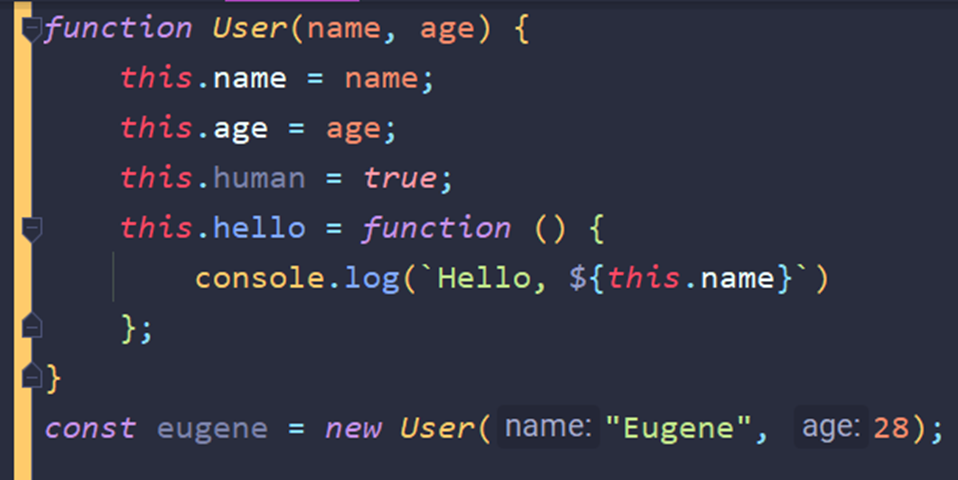 function User(name, age) {
    this.name = name;
    this.age = age;
    this.human = true;
    this.hello = function () {
        console.log(`Hello, ${this.name}`)
    };
}
const eugene = new User( name: "Eugene",  age: 28);